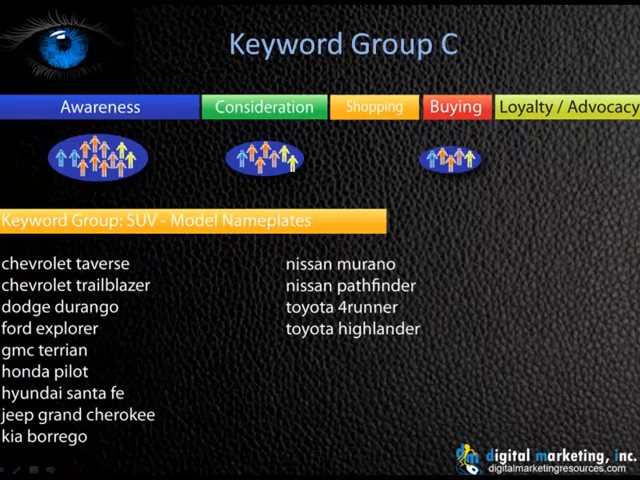 Keyword Group C
Awareness
Consideration
Shopping
Buying
Loyalty / Advocacy
Keyword Group: SUV - Model Nameplates
chevrolet taverse
chevrolet trailblazer
dodge durango
ford explorer
gmc terrian
honda pilot
hyundai santa fe
jeep grand cherokee
kia borrego
nissan murano
nissan pathfinder
toyota 4runner
toyota highlander
digital marketing, inc.
digitalmarketingresources.com